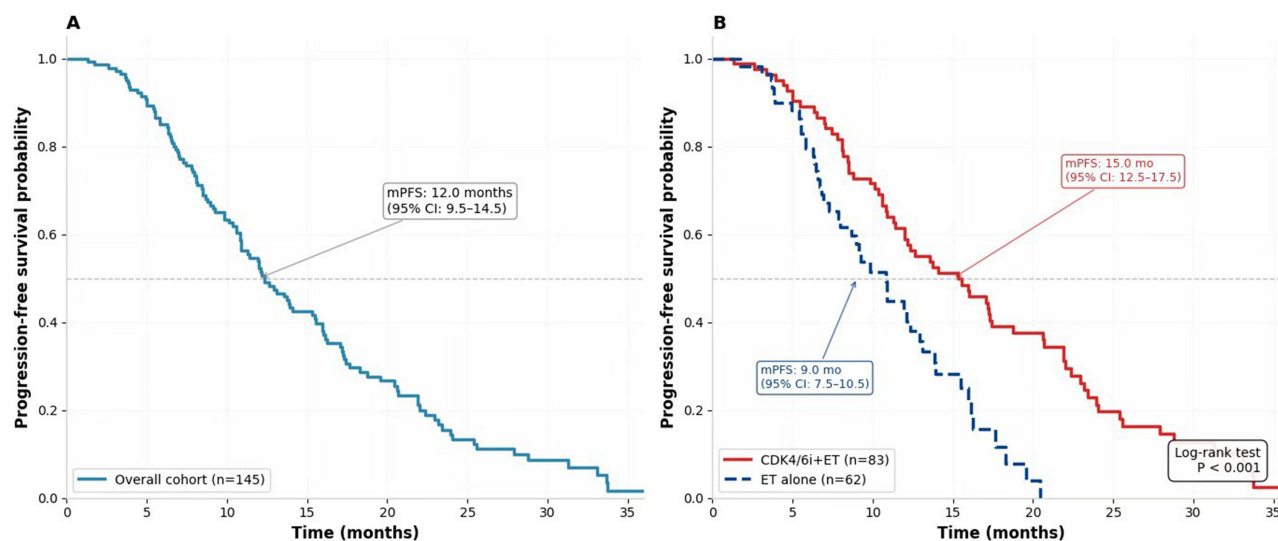 A
Progression-free survival probability
1.0
0.8
0.6
0.4
0.2
0.0
mPFS: 12.0 months
(95% CI: 9.5–14.5)
Overall cohort (n=145)
0 5 10 15 20 25 30 35
Time (months)
B
Progression-free survival probability
1.0
0.8
0.6
0.4
0.2
0.0
mPFS: 15.0 mo
(95% CI: 12.5–17.5)
mPFS: 9.0 mo
(95% CI: 7.5–10.5)
CDK4/6i+ET (n=83)
ET alone (n=62)
Log-rank test
P < 0.001
0 5 10 15 20 25 30 35
Time (months)